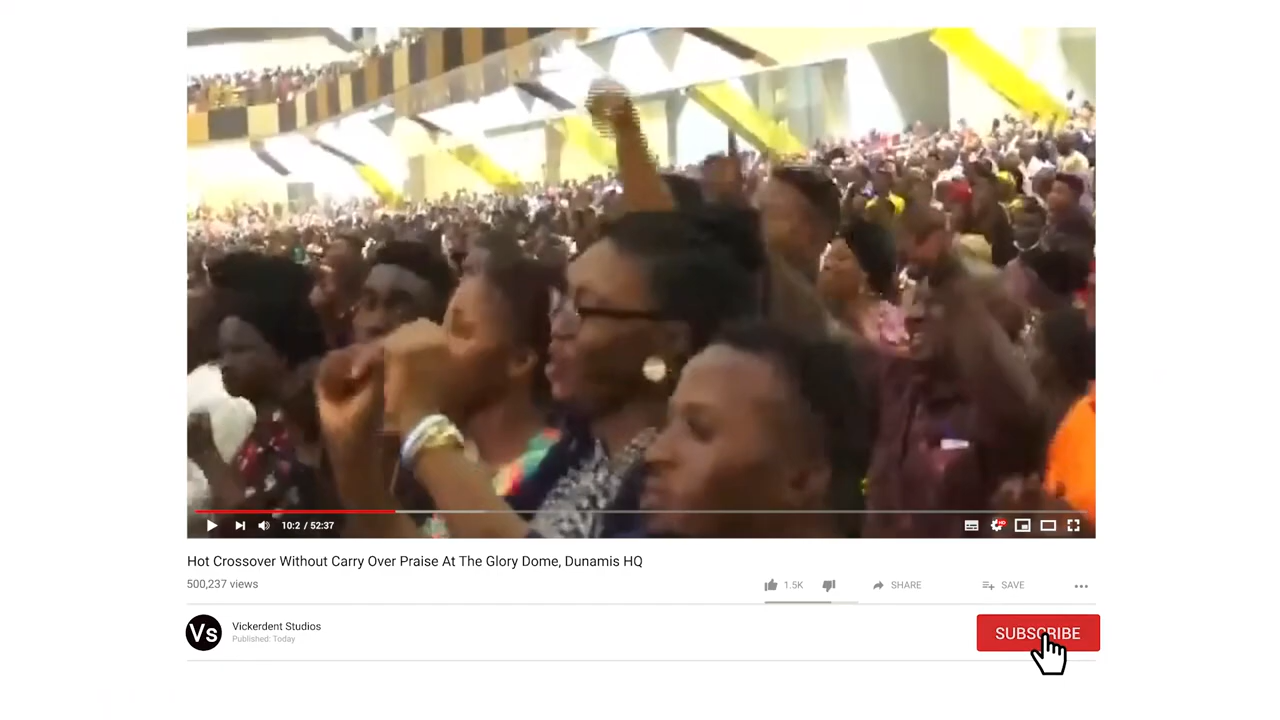 10:2 / 52:37
HD
Hot Crossover Without Carry Over Praise At The Glory Dome, Dunamis HQ
500,237 views
1.5K
SHARE
SAVE
Vs
Vickerdent Studios
Published: Today
SUBSCRIBE